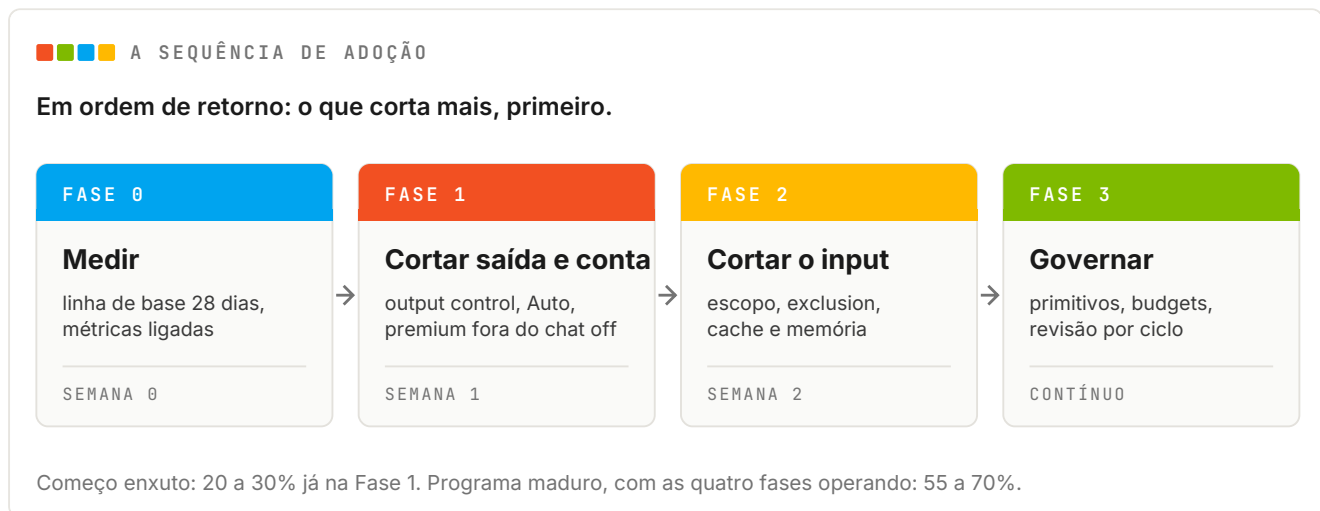 A SEQUÊNCIA DE ADOÇÃO
Em ordem de retorno: o que corta mais, primeiro.
FASE 0
Medir
linha de base 28 dias,
métricas ligadas
SEMANA 0
→
FASE 1
Cortar saída e conta
output control, Auto,
premium fora do chat off
SEMANA 1
→
FASE 2
Cortar o input
escopo, exclusion,
cache e memória
SEMANA 2
→
FASE 3
Governar
primitivos, budgets,
revisão por ciclo
CONTÍNUO
Começo enxuto: 20 a 30% já na Fase 1. Programa maduro, com as quatro fases operando: 55 a 70%.